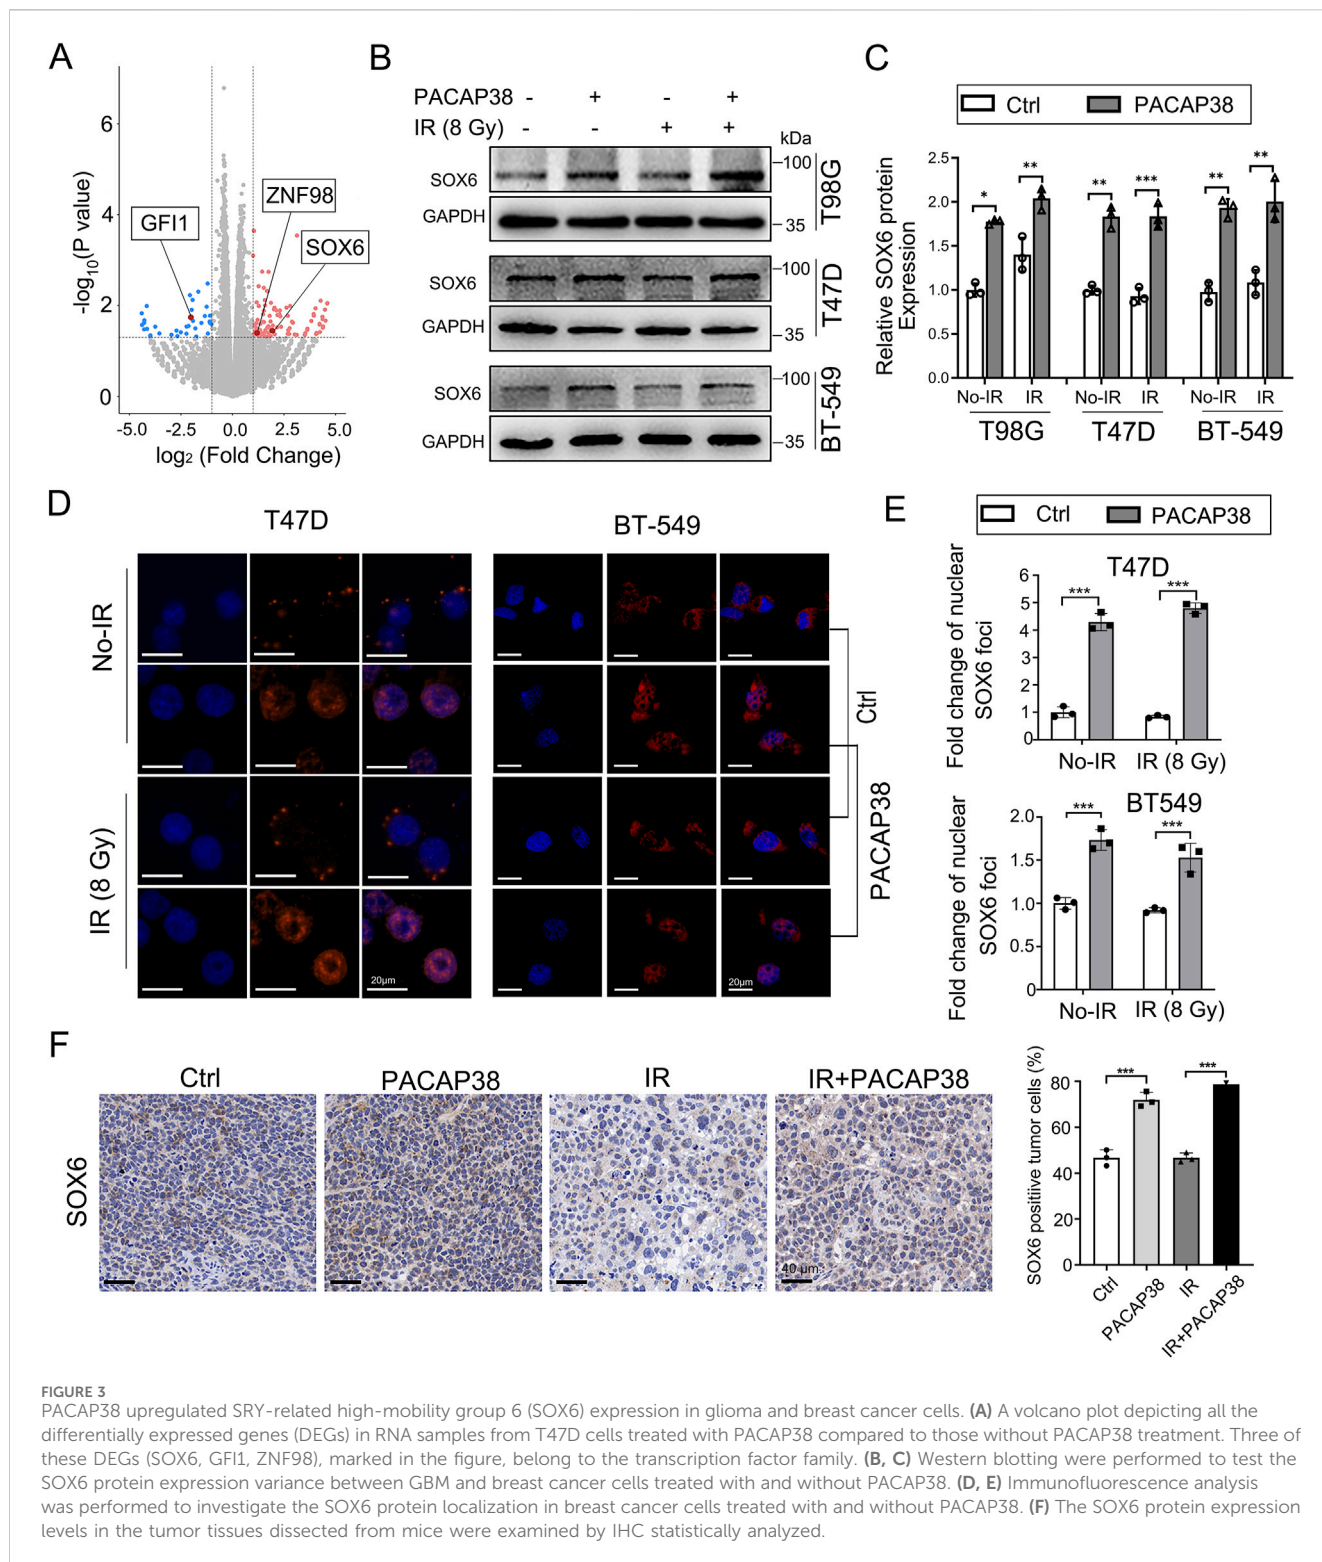 A
-log10(P value)
6
4
2
0
GFI1
ZNF98
SOX6
-5.0 -2.5 0.0 2.5 5.0
log2 (Fold Change)
B
PACAP38 - + - +
IR (8 Gy) - - + +
kDa
SOX6 –100
GAPDH –35
T98G
SOX6 –100
GAPDH –35
T47D
SOX6 –100
GAPDH –35
BT-549
C
Ctrl PACAP38
Relative SOX6 protein
Expression
2.5
2.0
1.5
1.0
0.5
0.0
* ** ** *** ** **
No-IR IR No-IR IR No-IR IR
T98G T47D BT-549
D
T47D BT-549
No-IR
IR (8 Gy)
Ctrl
PACAP38
20μm 20μm
E
Ctrl PACAP38
T47D
Fold change of nuclear
SOX6 foci
6
5
4
2
1
0
*** ***
No-IR IR (8 Gy)
BT549
Fold change of nuclear
SOX6 foci
2.0
1.5
1.0
0.5
0
*** ***
No-IR IR (8 Gy)
F
Ctrl PACAP38 IR IR+PACAP38
SOX6
40 μm
SOX6 positiive tumor cells (%)
80
60
40
20
0
*** ***
Ctrl PACAP38 IR IR+PACAP38
FIGURE 3
PACAP38 upregulated SRY-related high-mobility group 6 (SOX6) expression in glioma and breast cancer cells. (A) A volcano plot depicting all the
differentially expressed genes (DEGs) in RNA samples from T47D cells treated with PACAP38 compared to those without PACAP38 treatment. Three of
these DEGs (SOX6, GFI1, ZNF98), marked in the figure, belong to the transcription factor family. (B, C) Western blotting were performed to test the
SOX6 protein expression variance between GBM and breast cancer cells treated with and without PACAP38. (D, E) Immunofluorescence analysis
was performed to investigate the SOX6 protein localization in breast cancer cells treated with and without PACAP38. (F) The SOX6 protein expression
levels in the tumor tissues dissected from mice were examined by IHC statistically analyzed.